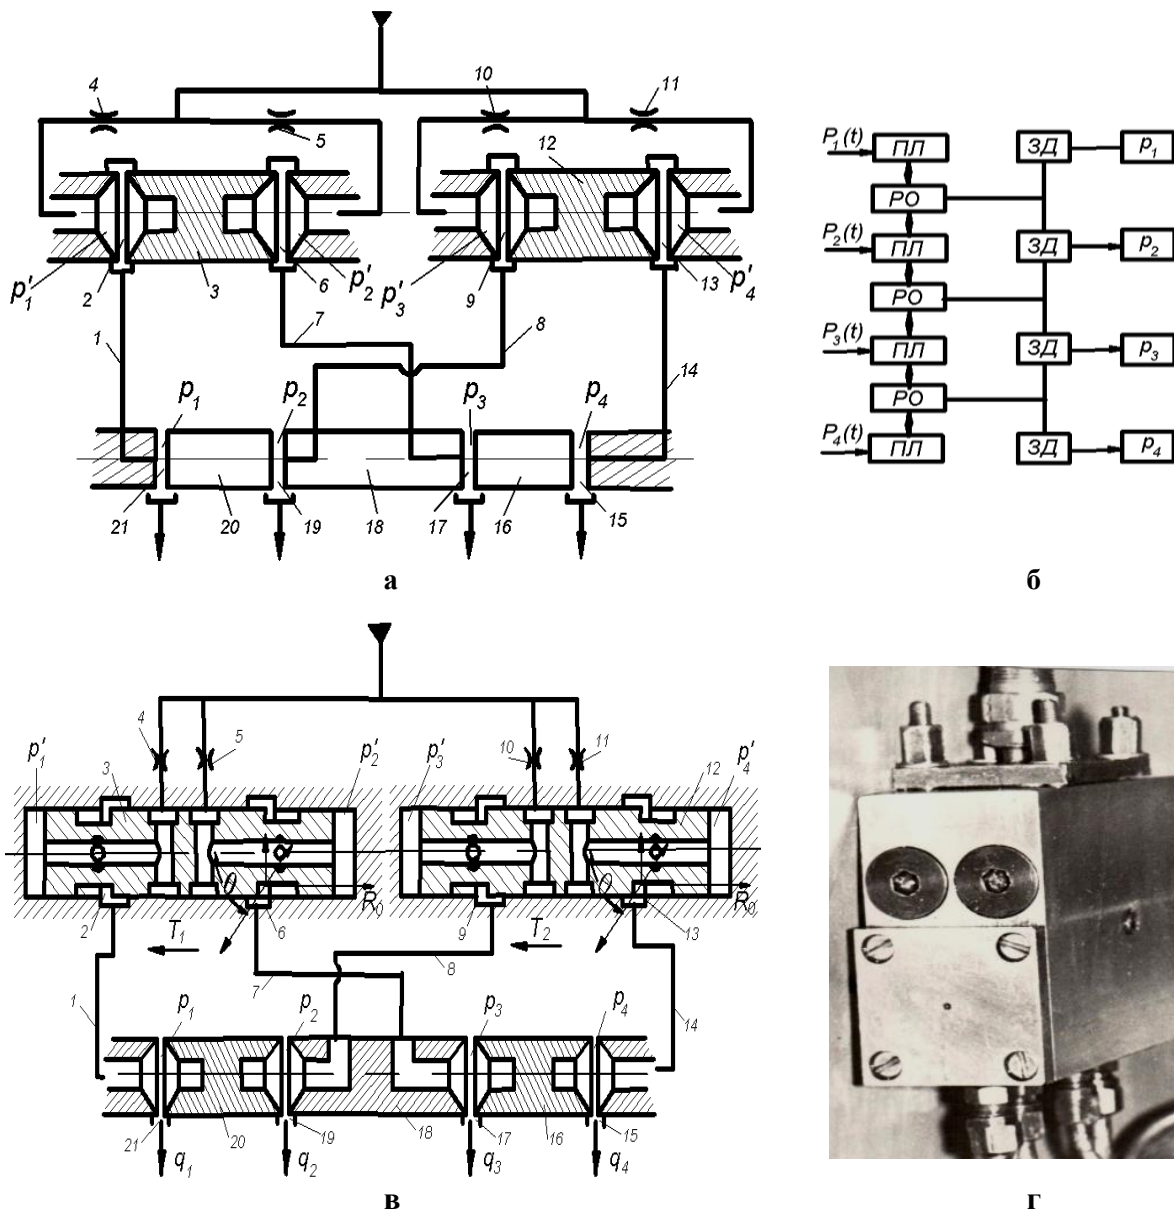 4
5
10
11
12
p'₁
2
3
6
p'₂
p'₃
9
13
p'₄
1
7
8
14
p₁
p₂
p₃
p₄
21
20
19
18
17
16
15
а
P₁(t)
ПЛ
ЗД
p₁
РО
P₂(t)
ПЛ
ЗД
p₂
РО
P₃(t)
ПЛ
ЗД
p₃
РО
P₄(t)
ПЛ
ЗД
p₄
б
4
5
10
11
p'₁
3
p'₂
p'₃
12
p'₄
θ
R₀
θ
R₀
2
T₁
6
9
T₂
13
8
7
1
14
p₁
p₂
p₃
p₄
21
20
19
18
17
16
15
q₁
q₂
q₃
q₄
в
г